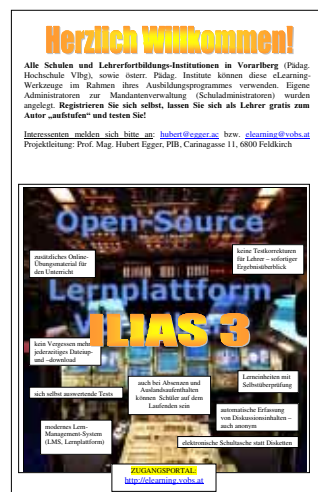 Herzlich Willkommen!
Alle Schulen und Lehrerfortbildungs-Institutionen in Vorarlberg (Pädag.
Hochschule Vlbg), sowie österr. Pädag. Institute können diese eLearning-
Werkzeuge im Rahmen ihres Ausbildungsprogrammes verwenden. Eigene
Administratoren zur Mandantenverwaltung (Schuladministratoren) wurden
angelegt. Registrieren Sie sich selbst, lassen Sie sich als Lehrer gratis zum
Autor „aufstufen“ und testen Sie!
Interessenten melden sich bitte an: hubert@egger.ac bzw. elearning@vobs.at
Projektleitung: Prof. Mag. Hubert Egger, PIB, Carinagasse 11, 6800 Feldkirch
Open-Source
zusätzliches Online-
Übungsmaterial für
den Unterricht
keine Testkorrekturen
für Lehrer – sofortiger
Ergebnisüberblick
Lernplattform
ILIAS 3
kein Vergessen mehr
jederzeitiges Dateiup-
und –download
Lerneinheiten mit
Selbstüberprüfung
auch bei Absenzen und
Auslandsaufenthalten
können Schüler auf dem
Laufenden sein
sich selbst auswertende Tests
automatische Erfassung
von Diskussionsinhalten –
auch anonym
modernes Lern-
Management-System
(LMS, Lernplattform)
elektronische Schultasche statt Disketten
ZUGANGSPORTAL:
http://elearning.vobs.at